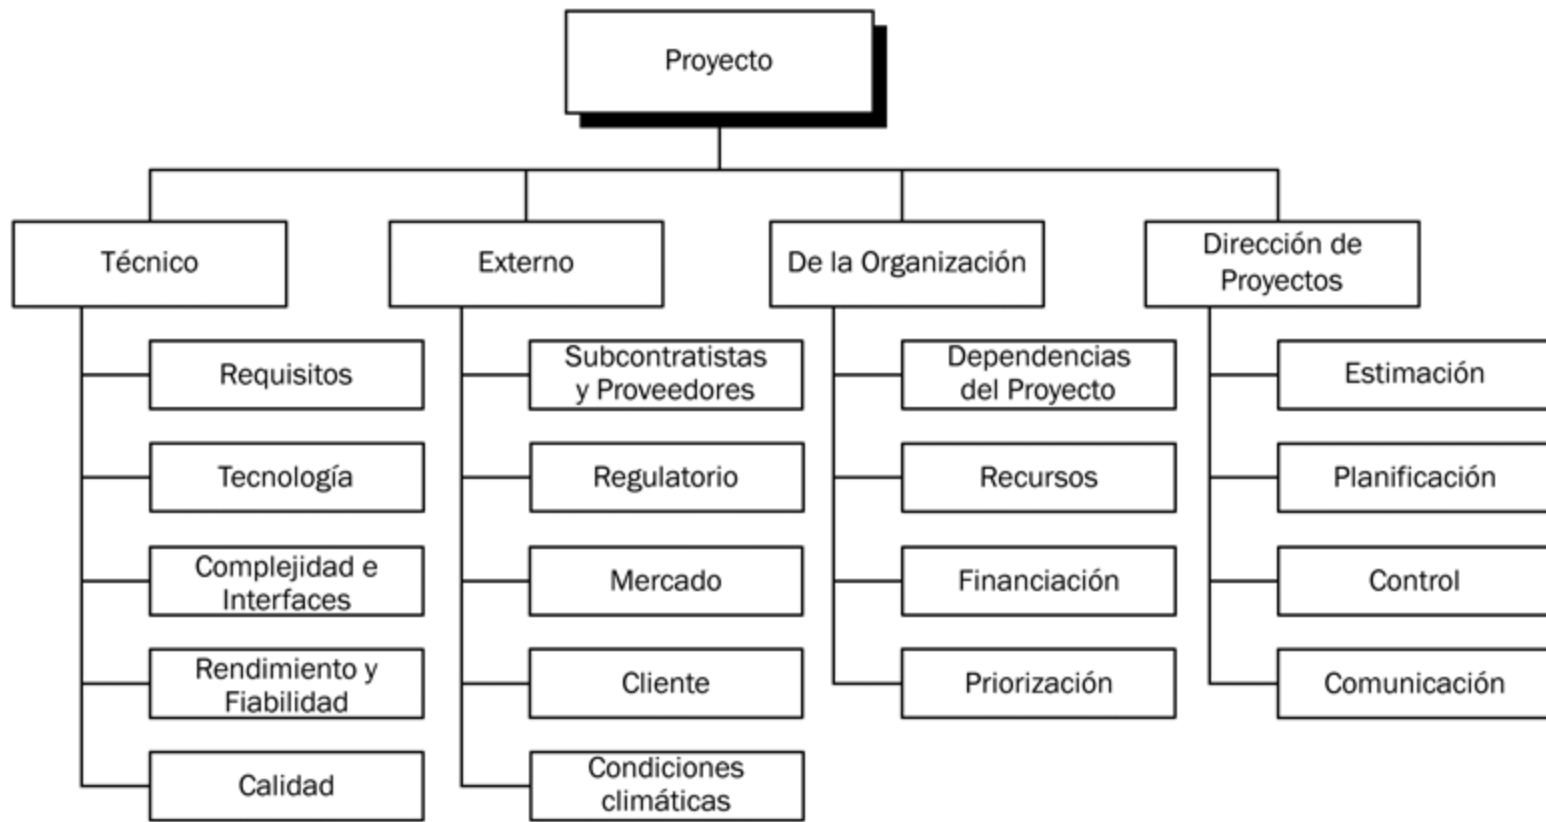 Proyecto
Técnico
Externo
De la Organización
Dirección de
Proyectos
Requisitos
Tecnología
Complejidad e
Interfaces
Rendimiento y
Fiabilidad
Calidad
Subcontratistas
y Proveedores
Regulatorio
Mercado
Cliente
Condiciones
climáticas
Dependencias
del Proyecto
Recursos
Financiación
Priorización
Estimación
Planificación
Control
Comunicación